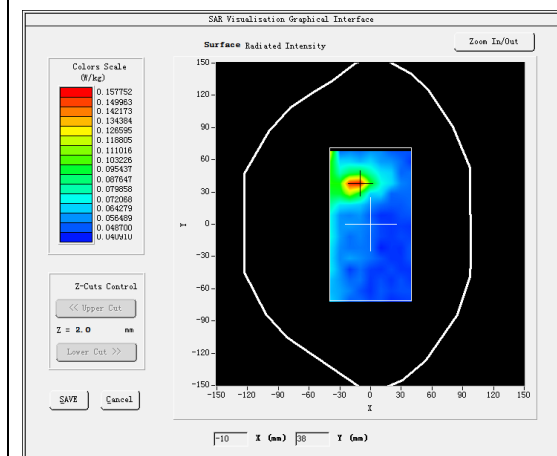 SAR Visualisation Graphical Interface
Surface Radiated Intensity
Zoom In/Out
Colors Scale
(W/kg)
0.157752
0.149963
0.142173
0.134384
0.126595
0.118805
0.111016
0.103226
0.095437
0.087647
0.079858
0.072068
0.064279
0.056489
0.048700
0.040910
Z-Cuts Control
<< Upper Cut
Z = 2.0 mm
Lower Cut >>
SAVE Cancel
150
120
90
60
30
0
-30
-60
-90
-120
-150
Y
-150 -120 -90 -60 -30 0 30 60 90 120 150
X
-10 X (mm) 38 Y (mm)